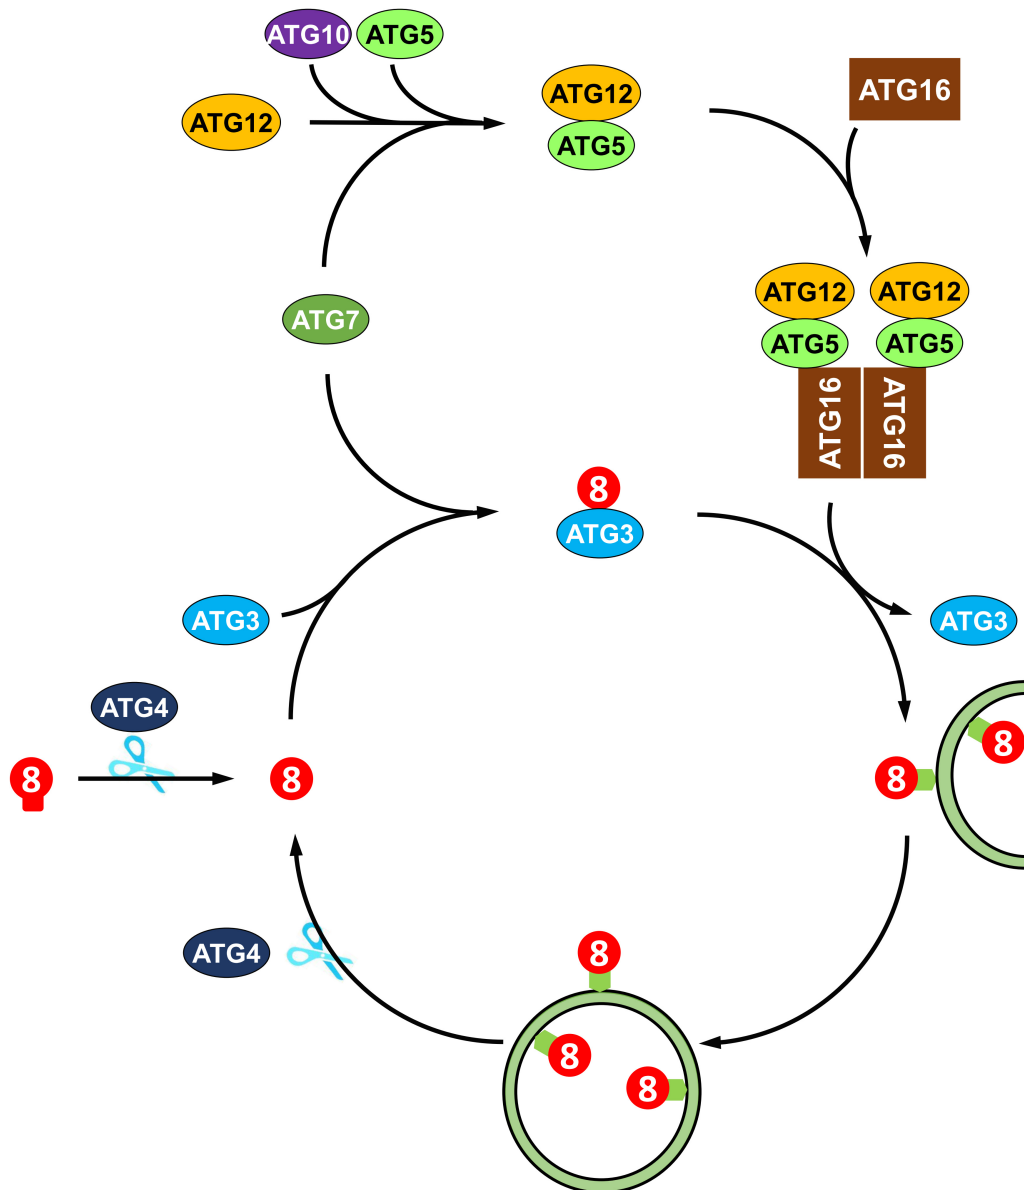 ATG10 ATG5
ATG12
ATG12
ATG5
ATG16
ATG7
ATG12 ATG12
ATG5 ATG5
ATG16 ATG16
8
ATG3
ATG3
ATG3
ATG4
8
8
8
8
ATG4
8
8
8